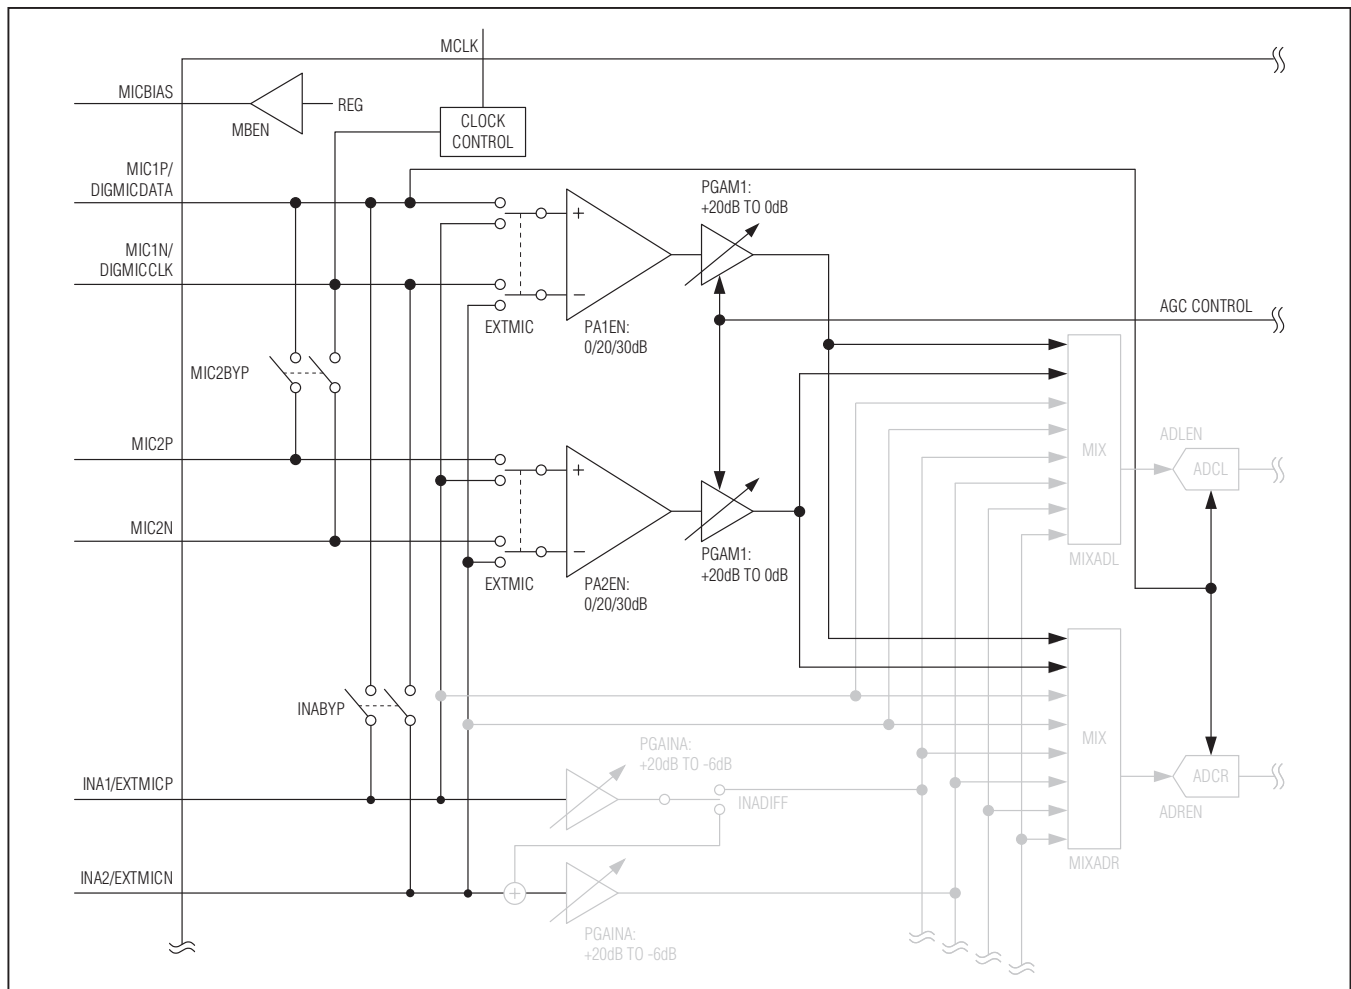 MCLK
MICBIAS
REG
MBEN
CLOCK
CONTROL
MIC1P/
DIGMICDATA
PGAM1:
+20dB TO 0dB
+
MIC1N/
DIGMICCLK
−
EXTMIC
PA1EN:
0/20/30dB
AGC CONTROL
MIC2BYP
MIC2P
+
MIX
ADLEN
ADCL
MIC2N
−
EXTMIC
PA2EN:
0/20/30dB
PGAM1:
+20dB TO 0dB
MIXADL
INABYP
PGAINA:
+20dB TO -6dB
MIX
ADCR
INA1/EXTMICP
INADIFF
ADREN
MIXADR
INA2/EXTMICN
+
PGAINA:
+20dB TO -6dB